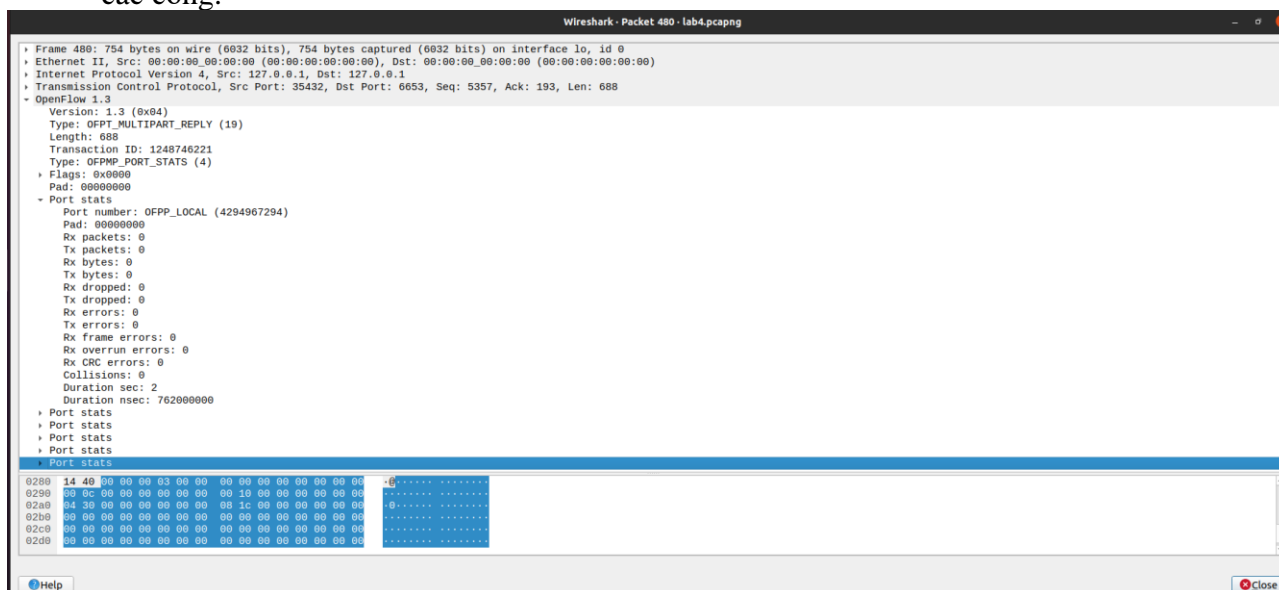 các cổng:
Wireshark · Packet 480 · lab4.pcapng
Frame 480: 754 bytes on wire (6032 bits), 754 bytes captured (6032 bits) on interface lo, id 0
Ethernet II, Src: 00:00:00_00:00:00 (00:00:00:00:00:00), Dst: 00:00:00_00:00:00 (00:00:00:00:00:00)
Internet Protocol Version 4, Src: 127.0.0.1, Dst: 127.0.0.1
Transmission Control Protocol, Src Port: 35432, Dst Port: 6653, Seq: 5357, Ack: 193, Len: 688
OpenFlow 1.3
Version: 1.3 (0x04)
Type: OFPT_MULTIPART_REPLY (19)
Length: 688
Transaction ID: 1248746221
Type: OFPMP_PORT_STATS (4)
Flags: 0x0000
Pad: 00000000
Port stats
Port number: OFPP_LOCAL (4294967294)
Pad: 00000000
Rx packets: 0
Tx packets: 0
Rx bytes: 0
Tx bytes: 0
Rx dropped: 0
Tx dropped: 0
Rx errors: 0
Tx errors: 0
Rx frame errors: 0
Rx overrun errors: 0
Rx CRC errors: 0
Collisions: 0
Duration sec: 2
Duration nsec: 762000000
Port stats
Port stats
Port stats
Port stats
Port stats
0280 14 40 00 00 00 03 00 00 00 00 00 00 00 00 00 00 ·@······ ········
0290 00 0c 00 00 00 00 00 00 00 10 00 00 00 00 00 00 ········ ········
02a0 04 30 00 00 00 00 00 00 08 1c 00 00 00 00 00 00 ·0······ ········
02b0 00 00 00 00 00 00 00 00 00 00 00 00 00 00 00 00 ········ ········
02c0 00 00 00 00 00 00 00 00 00 00 00 00 00 00 00 00 ········ ········
02d0 00 00 00 00 00 00 00 00 00 00 00 00 00 00 00 00 ········ ········
Help
Close